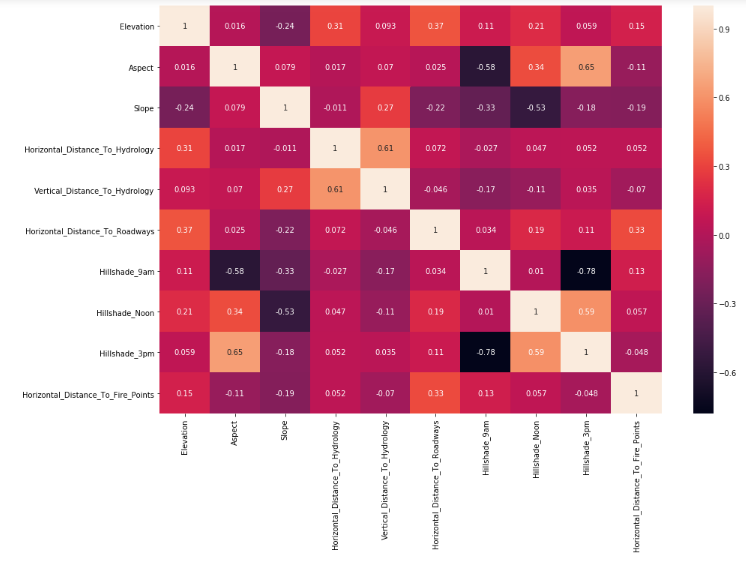 Elevation 1 0.016 -0.24 0.31 0.093 0.37 0.11 0.21 0.059 0.15
Aspect 0.016 1 0.079 0.017 0.07 0.025 -0.58 0.34 0.65 -0.11
Slope -0.24 0.079 1 -0.011 0.27 -0.22 -0.33 -0.53 -0.18 -0.19
Horizontal_Distance_To_Hydrology 0.31 0.017 -0.011 1 0.61 0.072 -0.027 0.047 0.052 0.052
Vertical_Distance_To_Hydrology 0.093 0.07 0.27 0.61 1 -0.046 -0.17 -0.11 0.035 -0.07
Horizontal_Distance_To_Roadways 0.37 0.025 -0.22 0.072 -0.046 1 0.034 0.19 0.11 0.33
Hillshade_9am 0.11 -0.58 -0.33 -0.027 -0.17 0.034 1 0.01 -0.78 0.13
Hillshade_Noon 0.21 0.34 -0.53 0.047 -0.11 0.19 0.01 1 0.59 0.057
Hillshade_3pm 0.059 0.65 -0.18 0.052 0.035 0.11 -0.78 0.59 1 -0.048
Horizontal_Distance_To_Fire_Points 0.15 -0.11 -0.19 0.052 -0.07 0.33 0.13 0.057 -0.048 1
Elevation
Aspect
Slope
Horizontal_Distance_To_Hydrology
Vertical_Distance_To_Hydrology
Horizontal_Distance_To_Roadways
Hillshade_9am
Hillshade_Noon
Hillshade_3pm
Horizontal_Distance_To_Fire_Points
0.9
0.6
0.3
0.0
−0.3
−0.6